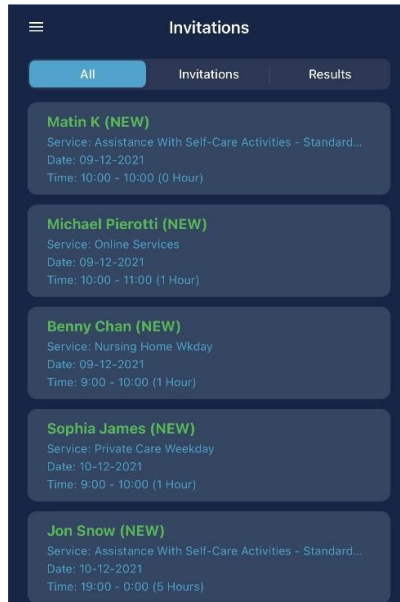 Invitations
All Invitations Results
Matin K (NEW)
Service: Assistance With Self-Care Activities - Standard...
Date: 09-12-2021
Time: 10:00 - 10:00 (0 Hour)
Michael Pierotti (NEW)
Service: Online Services
Date: 09-12-2021
Time: 10:00 - 11:00 (1 Hour)
Benny Chan (NEW)
Service: Nursing Home Wkday
Date: 09-12-2021
Time: 9:00 - 10:00 (1 Hour)
Sophia James (NEW)
Service: Private Care Weekday
Date: 10-12-2021
Time: 9:00 - 10:00 (1 Hour)
Jon Snow (NEW)
Service: Assistance With Self-Care Activities - Standard...
Date: 10-12-2021
Time: 19:00 - 0:00 (5 Hours)